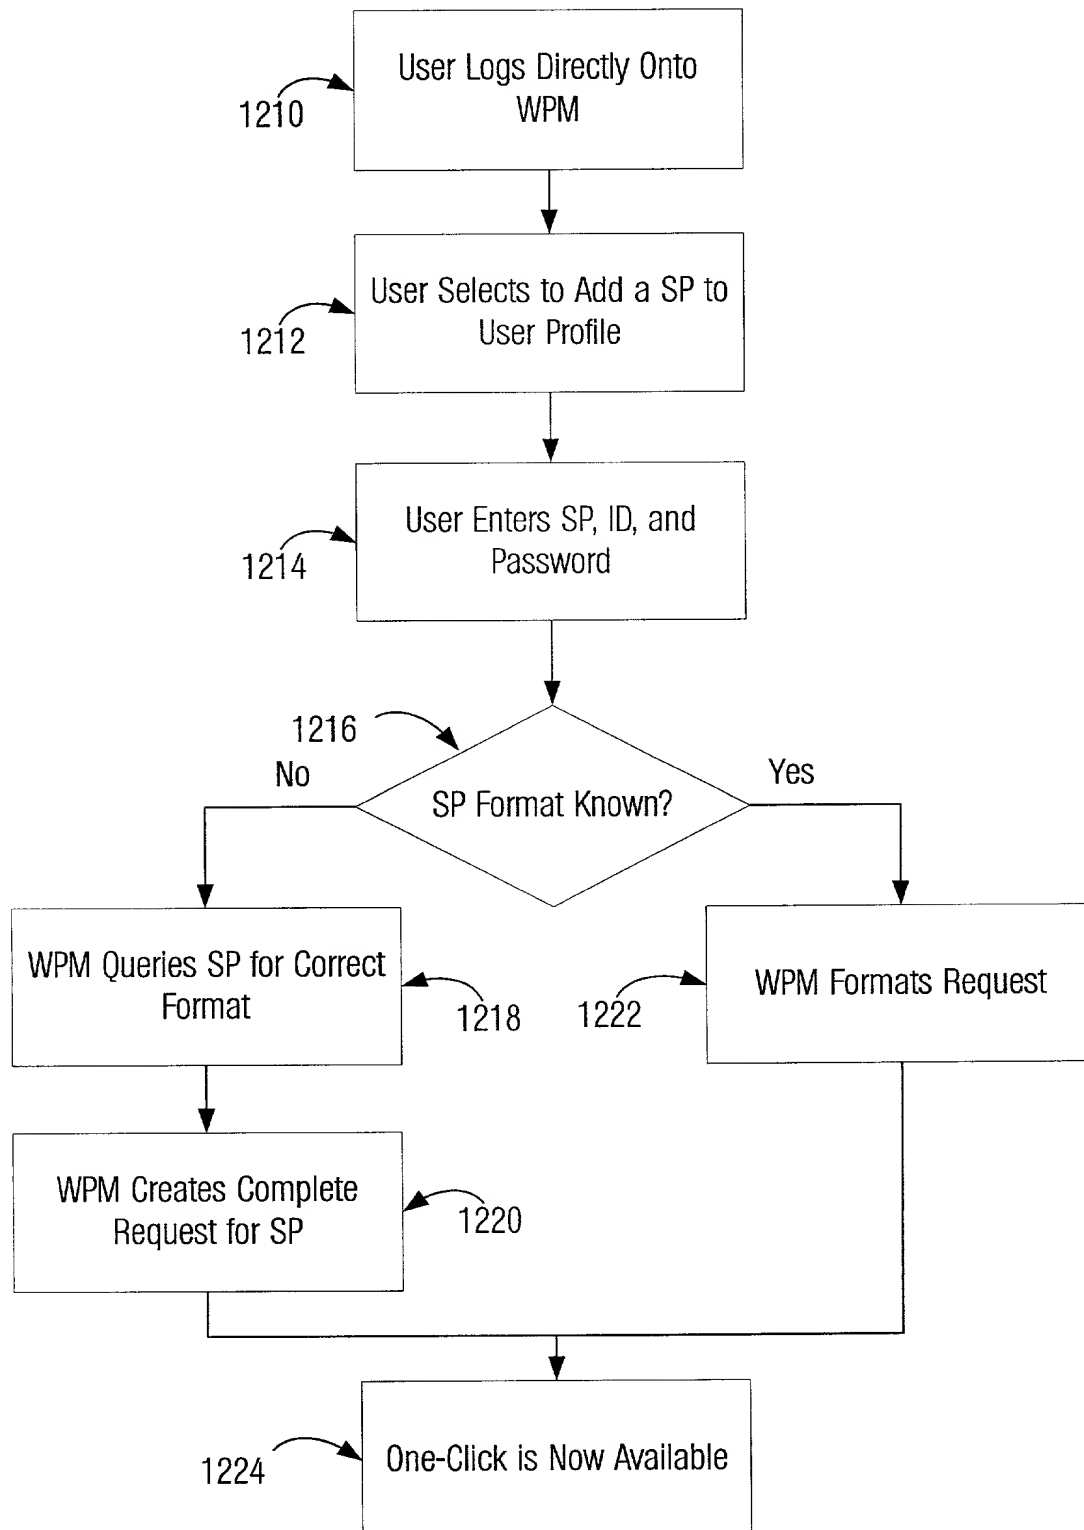 User Logs Directly Onto
WPM
1210
User Selects to Add a SP to
User Profile
1212
User Enters SP, ID, and
Password
1214
1216
No
Yes
SP Format Known?
WPM Queries SP for Correct
Format
1218
1222
WPM Formats Request
WPM Creates Complete
Request for SP
1220
One-Click is Now Available
1224